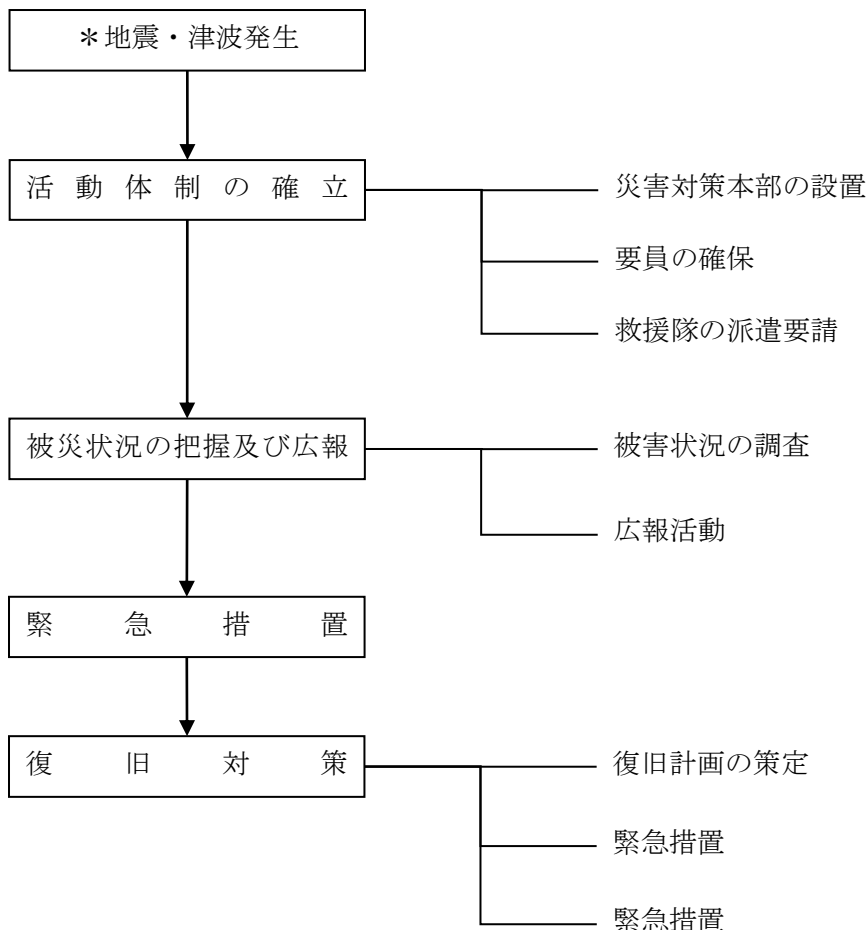 ＊地震・津波発生
活動体制の確立
災害対策本部の設置
要員の確保
救援隊の派遣要請
被災状況の把握及び広報
被害状況の調査
広報活動
緊急措置
復旧対策
復旧計画の策定
緊急措置
緊急措置